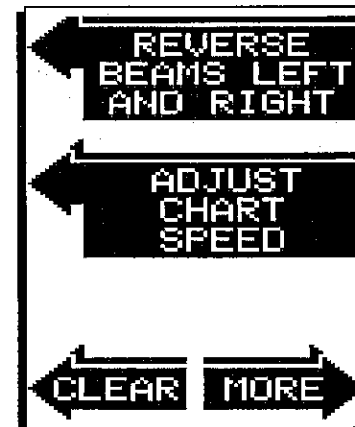 REVERSE
BEAMS LEFT
AND RIGHT
ADJUST
CHART
SPEED
CLEAR MORE